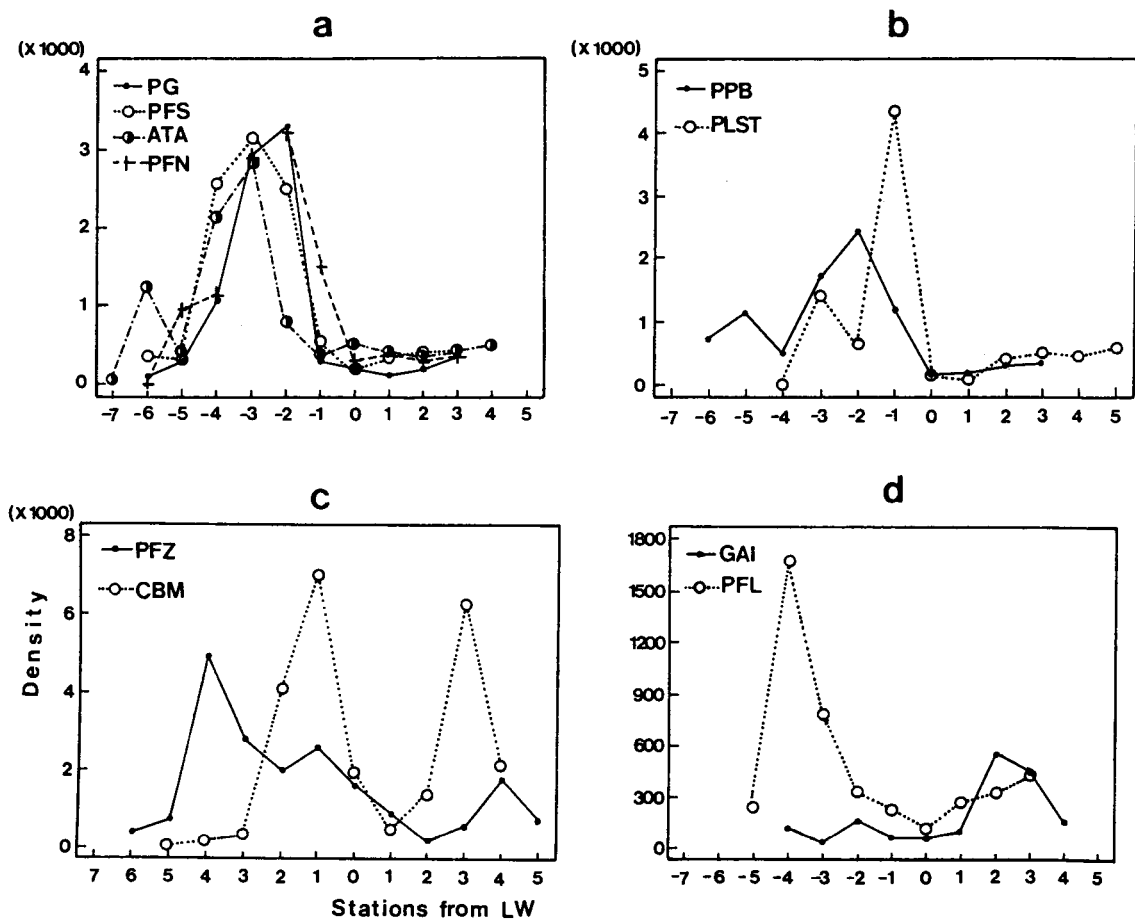 a
(x 1000)
4
3
2
1
0
PG
PFS
ATA
PFN
-7 -6 -5 -4 -3 -2 -1 0 1 2 3 4 5
b
(x 1000)
5
4
3
2
1
0
PPB
PLST
-7 -6 -5 -4 -3 -2 -1 0 1 2 3 4 5
c
(x 1000)
8
6
4
2
0
Density
PFZ
CBM
7 6 5 4 3 2 1 0 1 2 3 4 5
Stations from LW
d
1800
1500
1200
900
600
300
0
GAI
PFL
-7 -6 -5 -4 -3 -2 -1 0 1 2 3 4 5